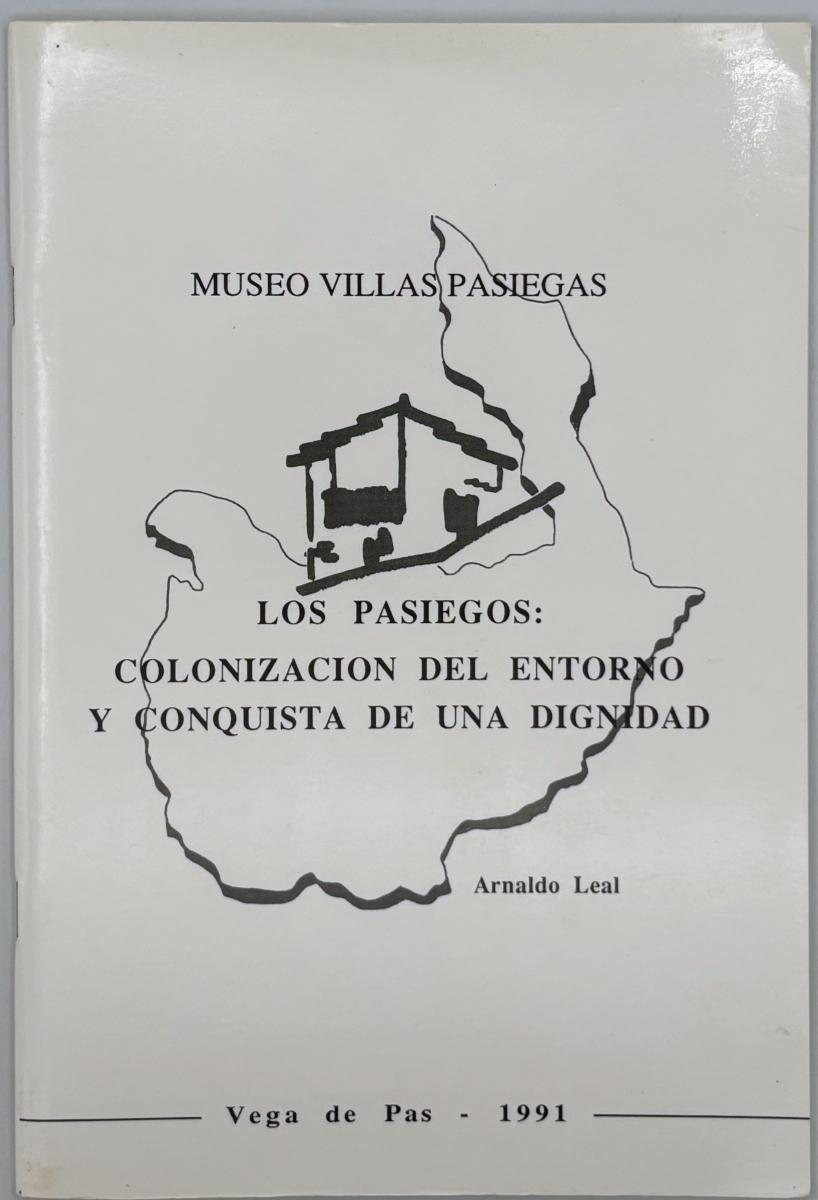 MUSEO VILLAS PASIEGAS
LOS PASIEGOS:
COLONIZACION DEL ENTORNO
Y CONQUISTA DE UNA DIGNIDAD
Arnaldo Leal
Vega de Pas - 1991